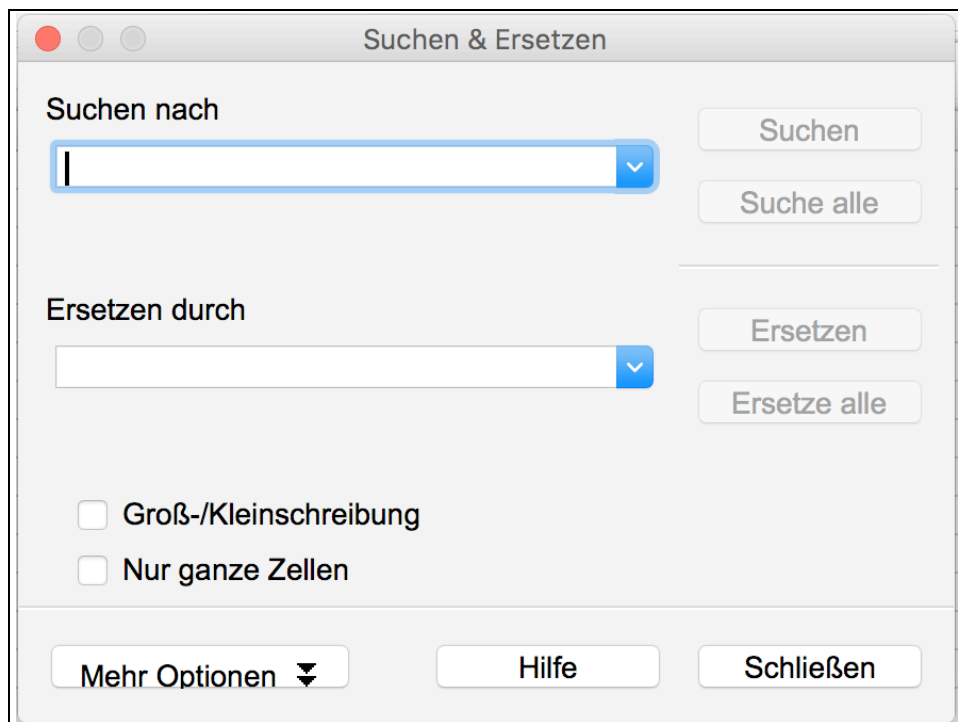 Suchen & Ersetzen
Suchen nach
Suchen
Suche alle
Ersetzen durch
Ersetzen
Ersetze alle
Groß-/Kleinschreibung
Nur ganze Zellen
Mehr Optionen
Hilfe
Schließen